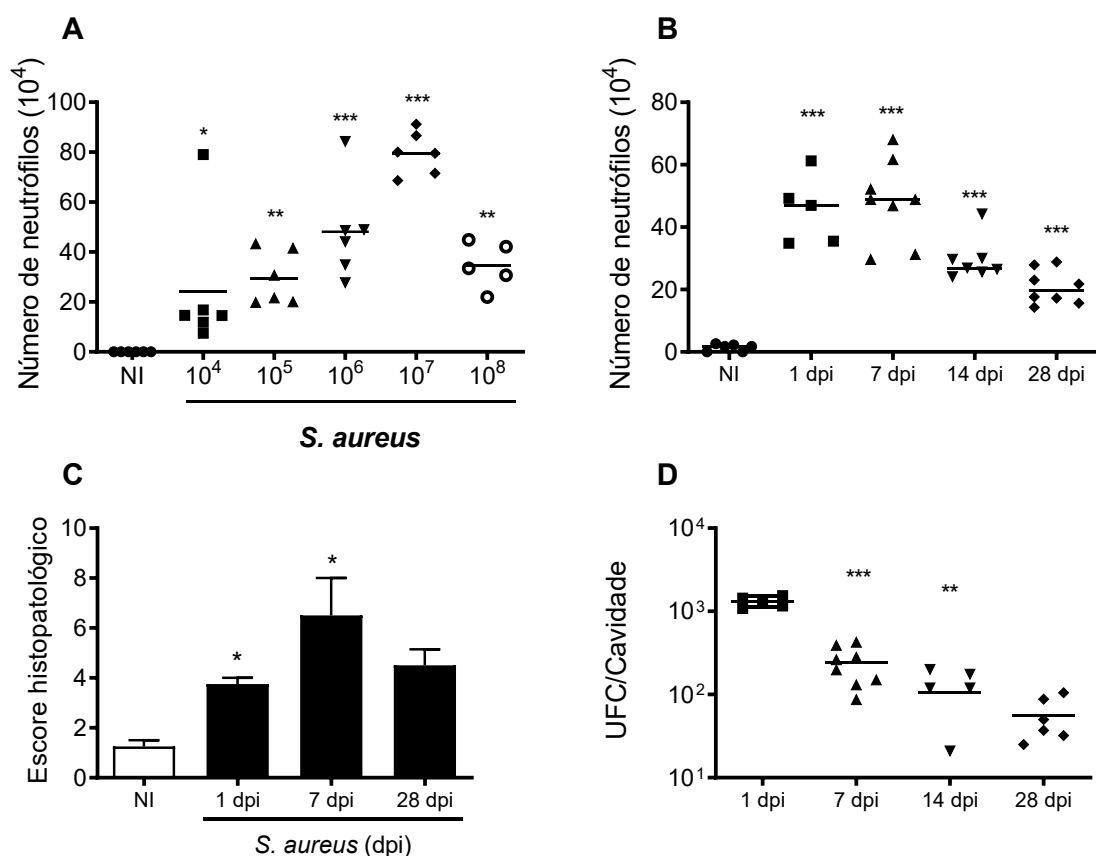 A
Número de neutrófilos (10⁴)
100
80
60
40
20
0
*
**
***
***
**
NI 10⁴ 10⁵ 10⁶ 10⁷ 10⁸
S. aureus
B
Número de neutrófilos (10⁴)
80
60
40
20
0
***
***
***
***
NI 1 dpi 7 dpi 14 dpi 28 dpi
C
Escore histopatológico
10
8
6
4
2
0
*
*
NI 1 dpi 7 dpi 28 dpi
S. aureus (dpi)
D
UFC/Cavidade
10⁴
10³
10²
10¹
***
**
1 dpi 7 dpi 14 dpi 28 dpi